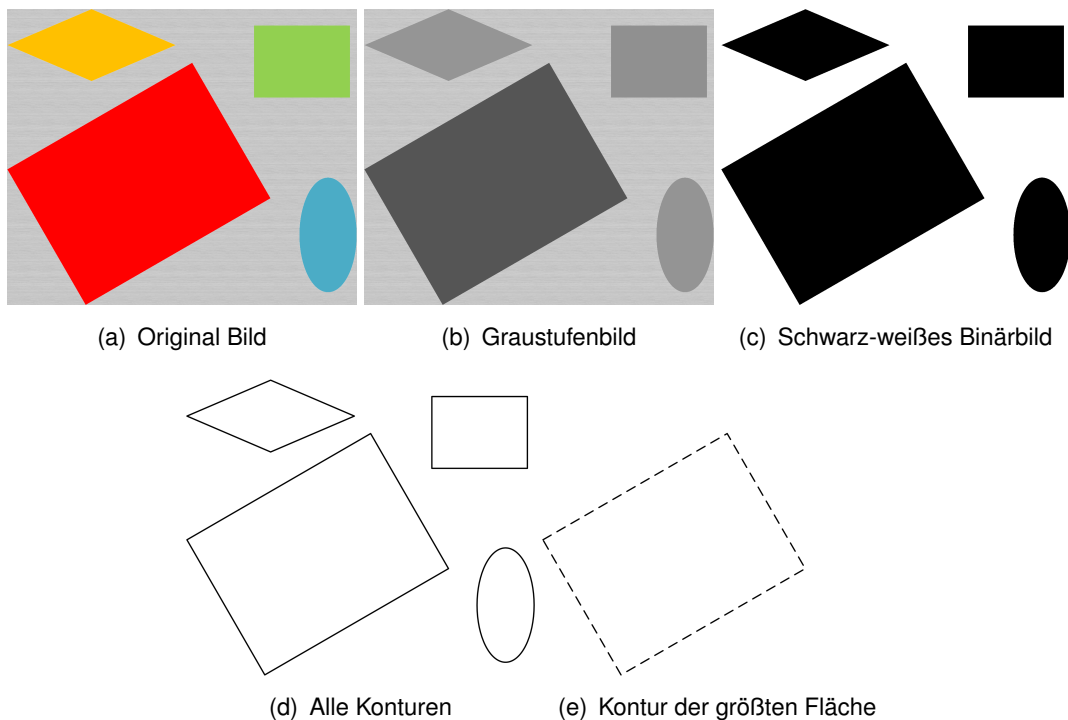 (a) Original Bild
(b) Graustufenbild
(c) Schwarz-weißes Binärbild
(d) Alle Konturen
(e) Kontur der größten Fläche